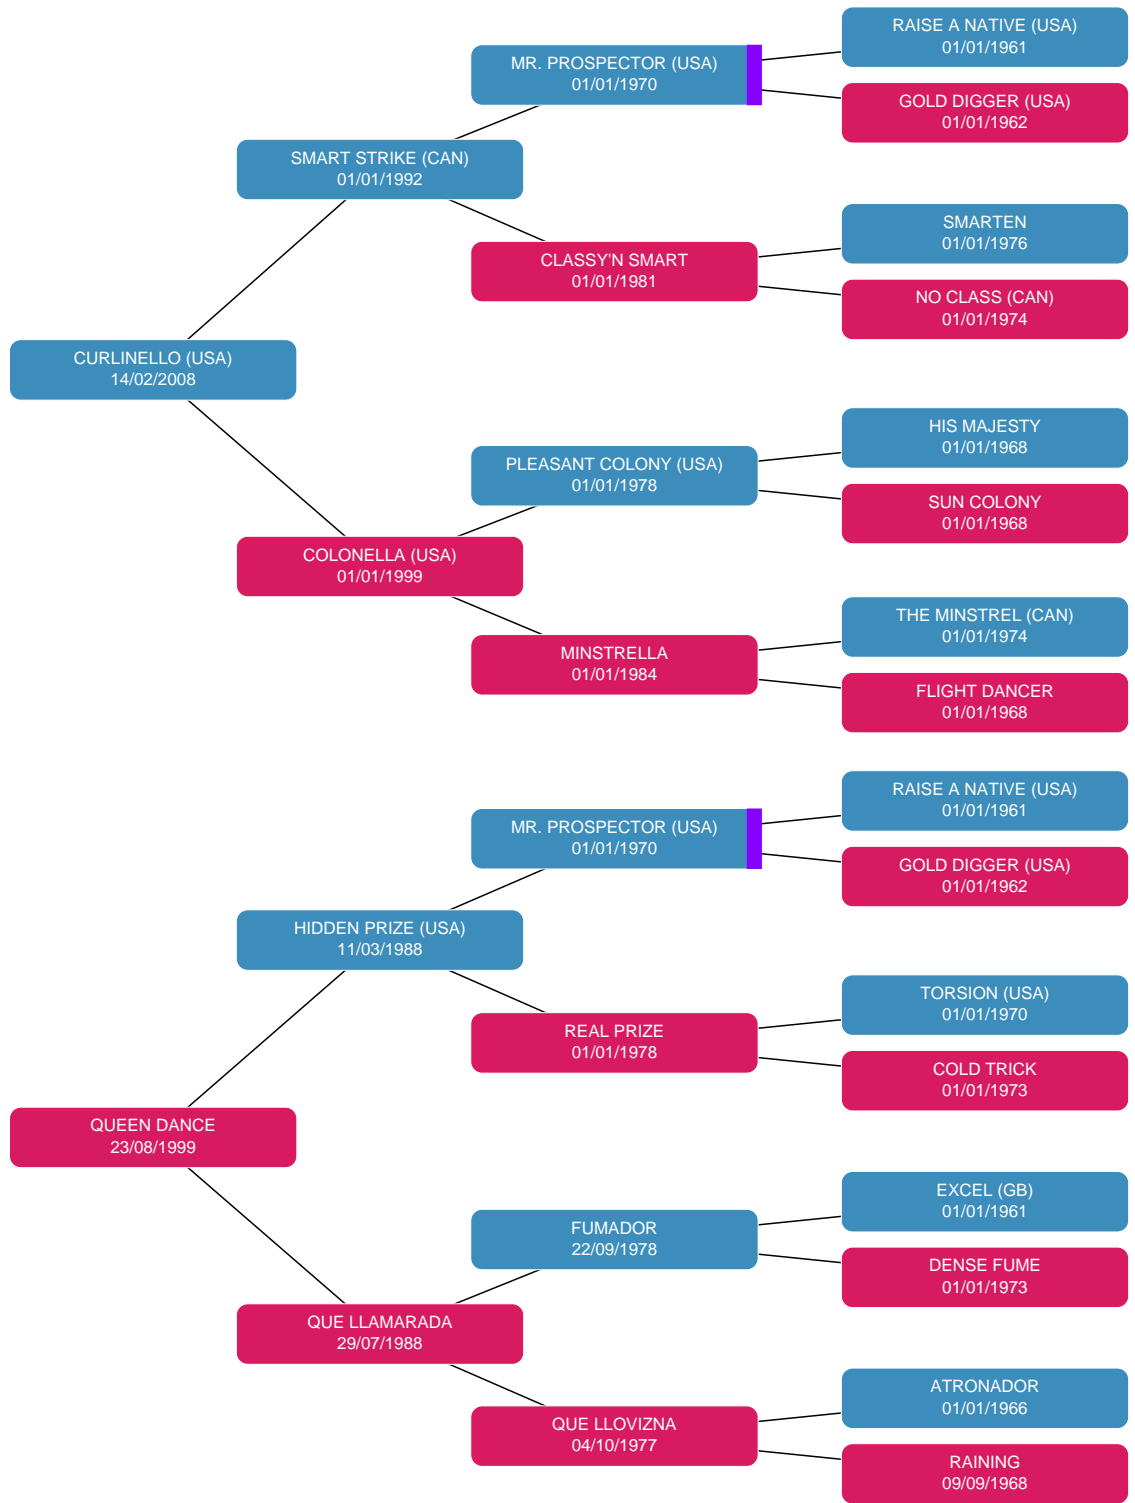 RAISE A NATIVE (USA)
01/01/1961
MR. PROSPECTOR (USA)
01/01/1970
GOLD DIGGER (USA)
01/01/1962
SMART STRIKE (CAN)
01/01/1992
SMARTEN
01/01/1976
CLASSY'N SMART
01/01/1981
NO CLASS (CAN)
01/01/1974
CURLINELLO (USA)
14/02/2008
HIS MAJESTY
01/01/1968
PLEASANT COLONY (USA)
01/01/1978
SUN COLONY
01/01/1968
COLONELLA (USA)
01/01/1999
THE MINSTREL (CAN)
01/01/1974
MINSTRELLA
01/01/1984
FLIGHT DANCER
01/01/1968
RAISE A NATIVE (USA)
01/01/1961
MR. PROSPECTOR (USA)
01/01/1970
GOLD DIGGER (USA)
01/01/1962
HIDDEN PRIZE (USA)
11/03/1988
TORSION (USA)
01/01/1970
REAL PRIZE
01/01/1978
COLD TRICK
01/01/1973
QUEEN DANCE
23/08/1999
EXCEL (GB)
01/01/1961
FUMADOR
22/09/1978
DENSE FUME
01/01/1973
QUE LLAMARADA
29/07/1988
ATRONADOR
01/01/1966
QUE LLOVIZNA
04/10/1977
RAINING
09/09/1968